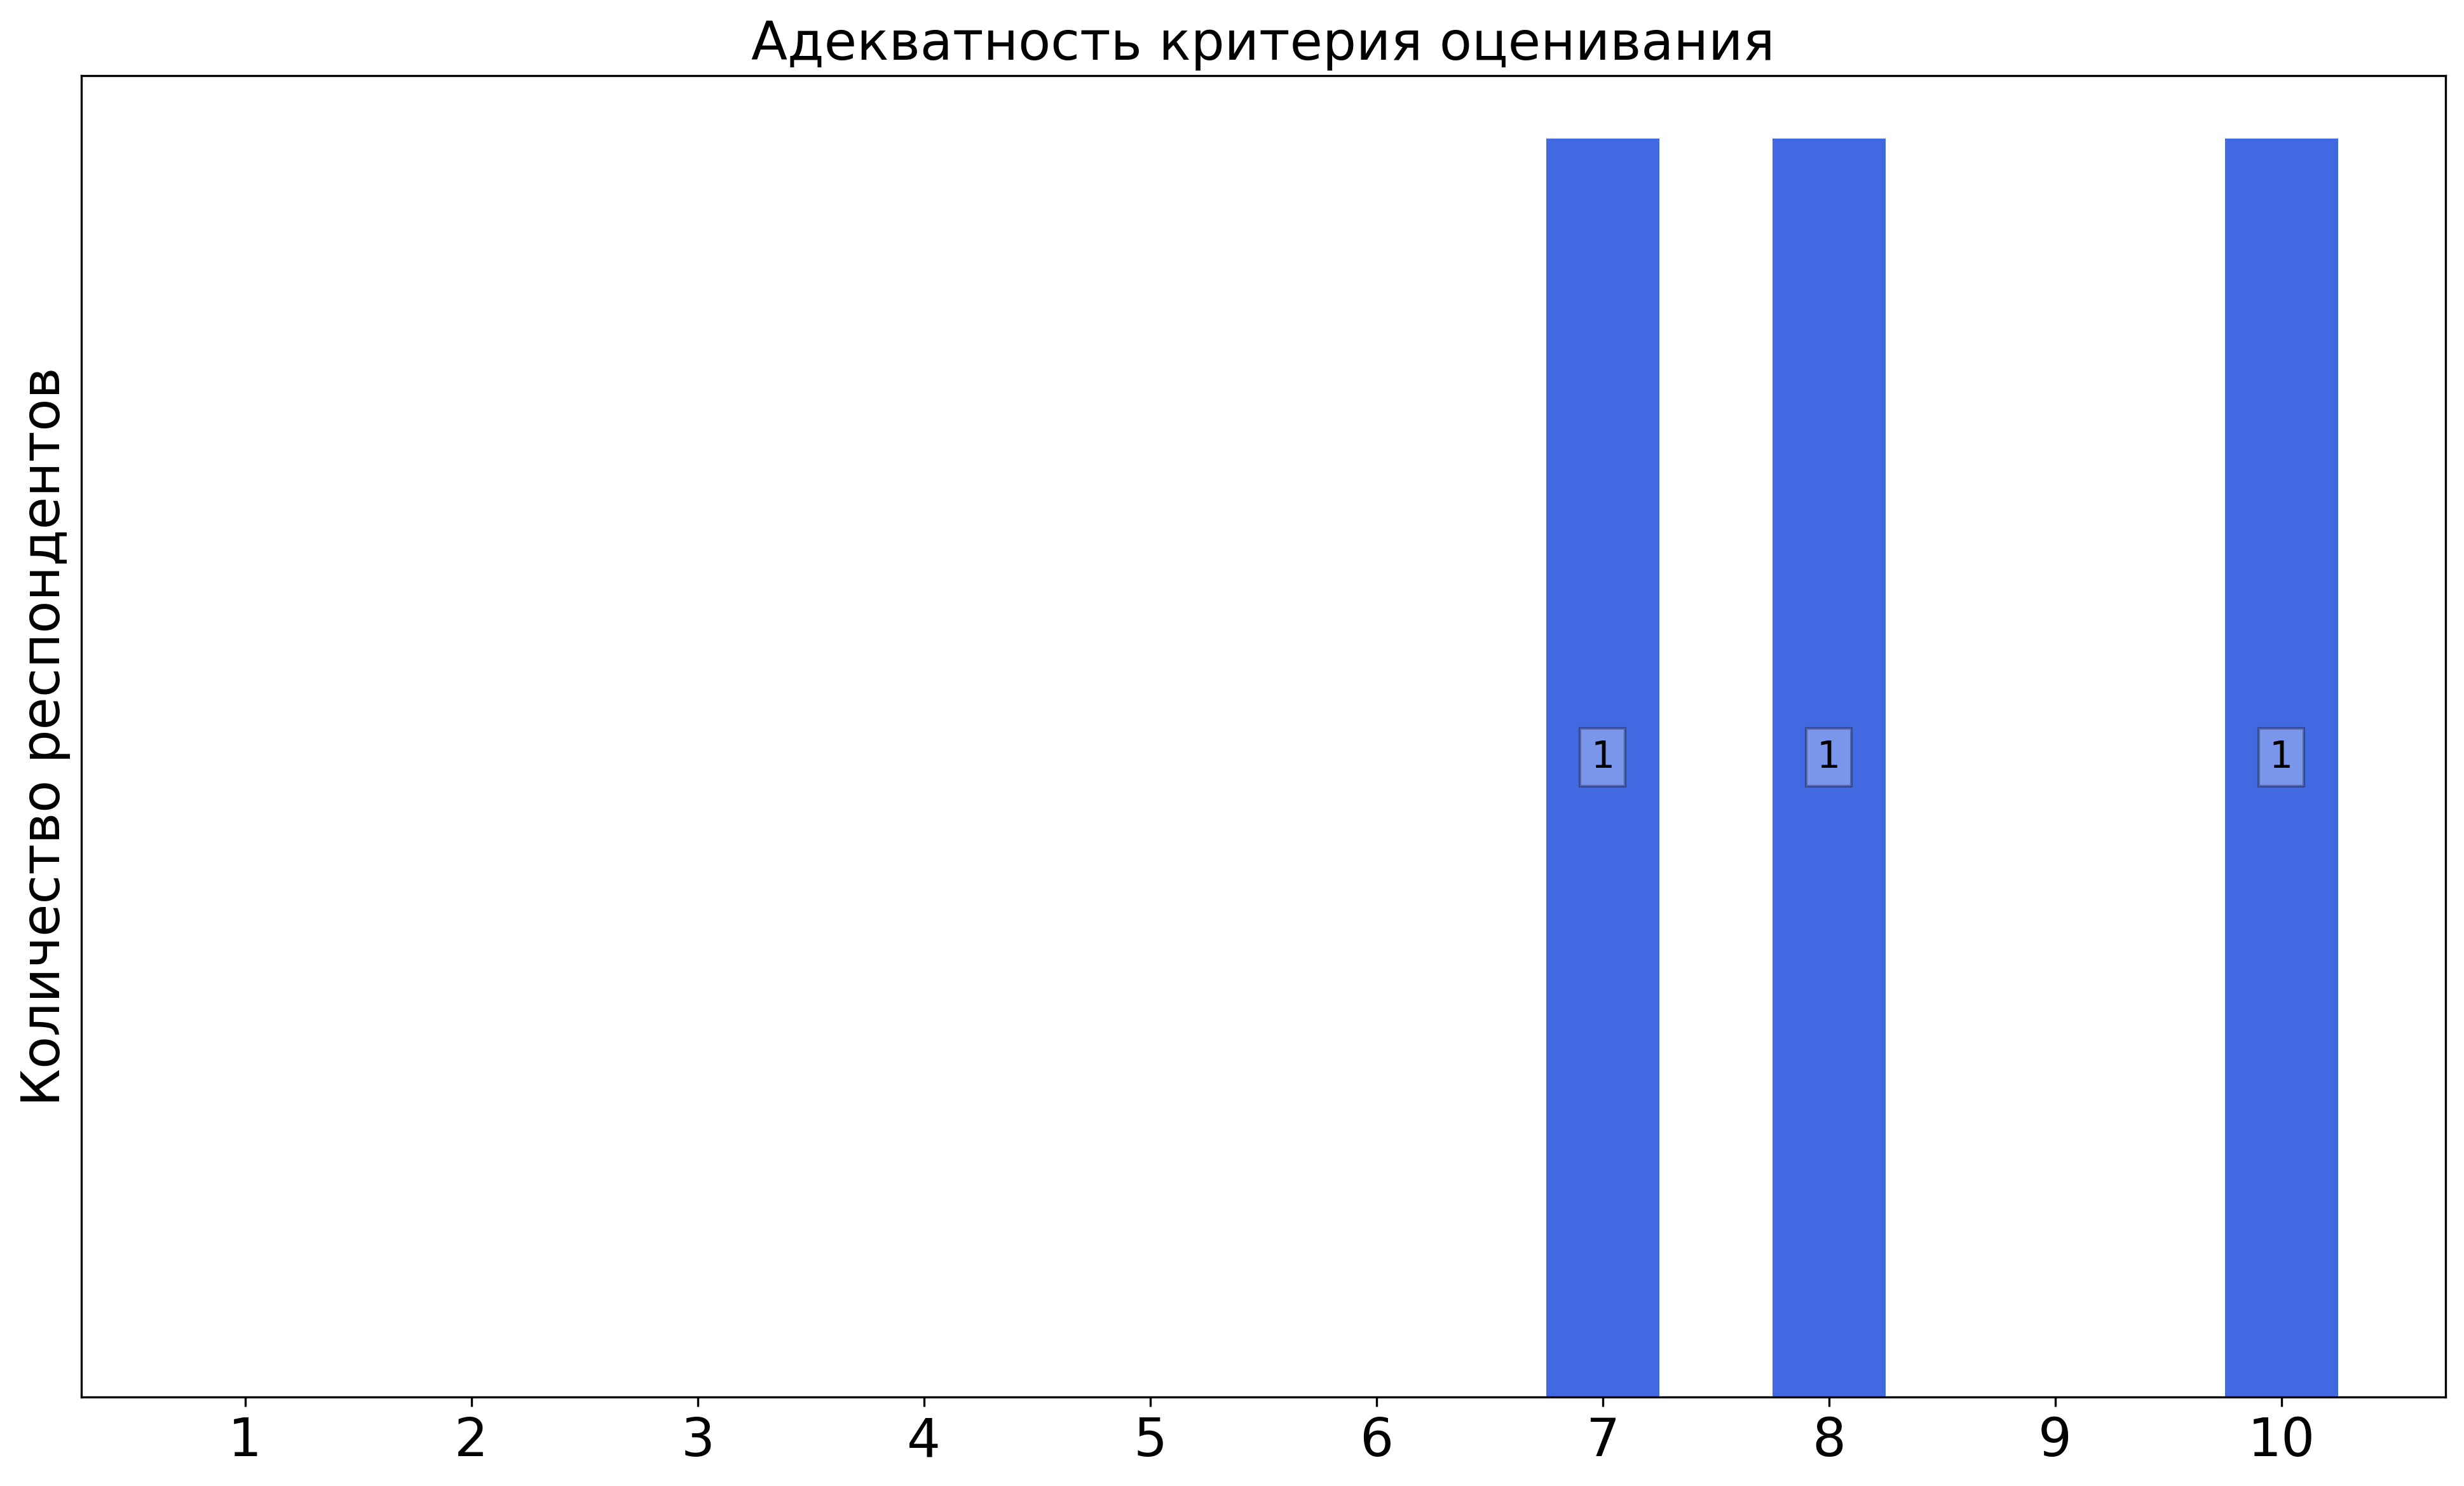 Адекватность критерия оценивания
Количество респондентов
1 1 1
1 2 3 4 5 6 7 8 9 10